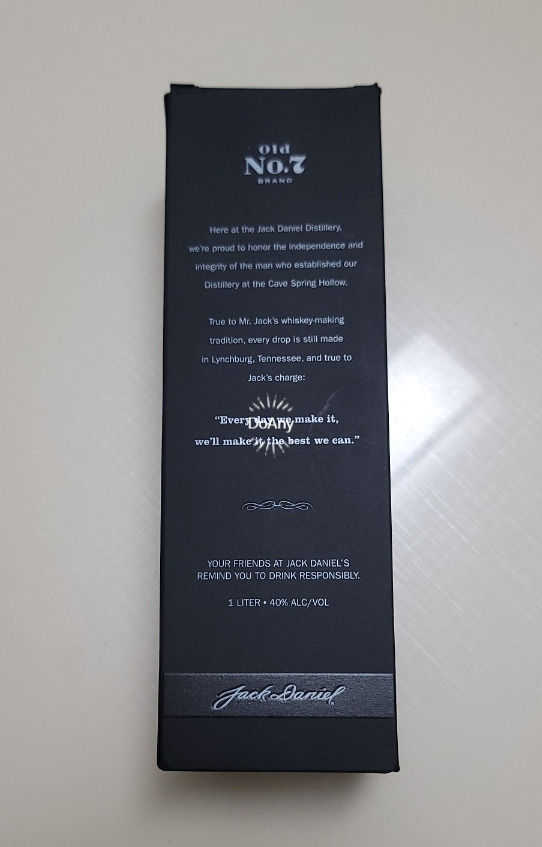 Old
No.7
BRAND
Here at the Jack Daniel Distillery,
we're proud to honor the independence and
integrity of the man who established our
Distillery at the Cave Spring Hollow.
True to Mr. Jack's whiskey-making
tradition, every drop is still made
in Lynchburg, Tennessee, and true to
Jack's charge:
“Every day we make it,
DoAny
we'll make it the best we can.”
YOUR FRIENDS AT JACK DANIEL'S
REMIND YOU TO DRINK RESPONSIBLY.
1 LITER • 40% ALC/VOL
Jack Daniel